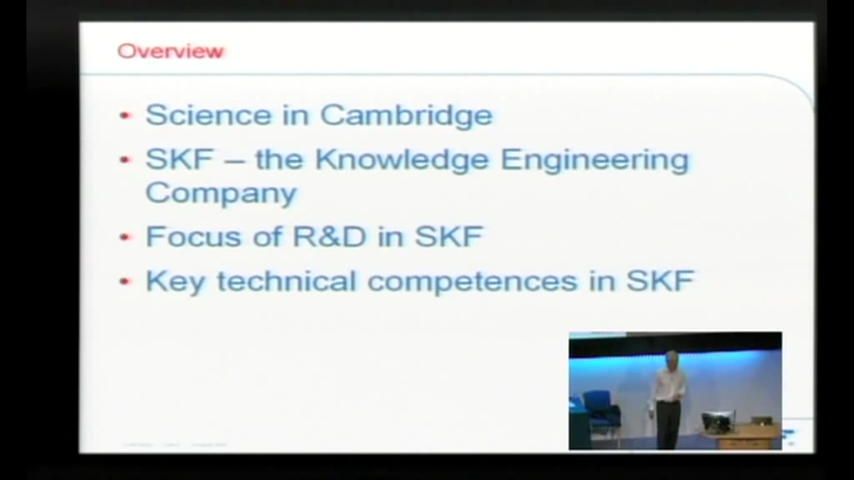 Overview
• Science in Cambridge
• SKF – the Knowledge Engineering
Company
• Focus of R&D in SKF
• Key technical competences in SKF